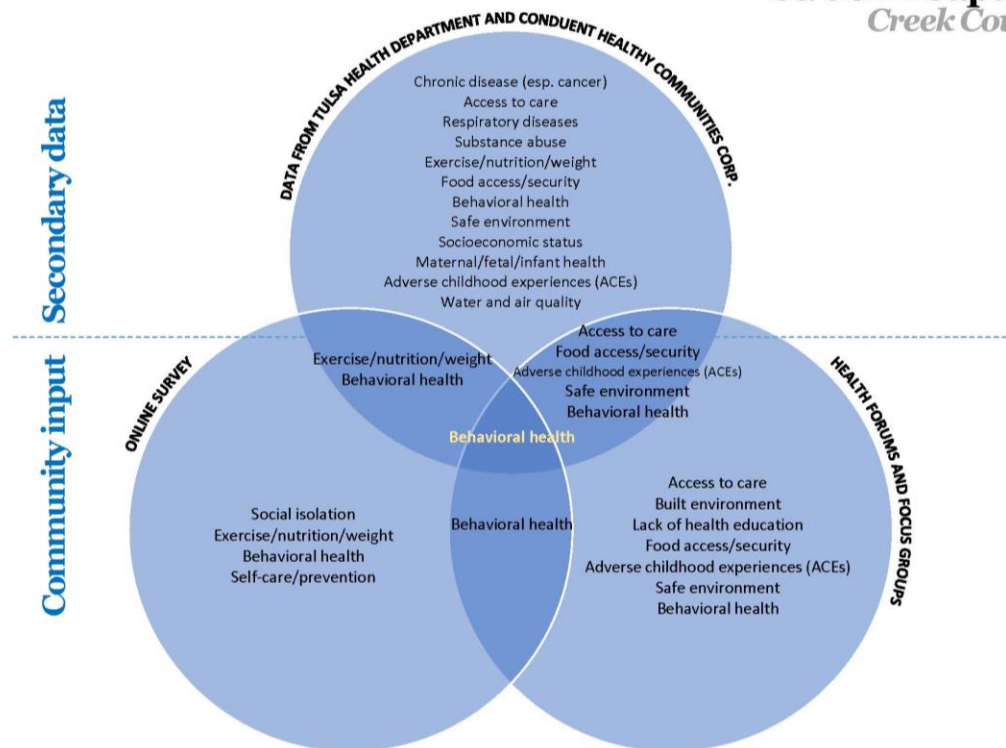 Creek
DATA FROM TULSA HEALTH DEPARTMENT AND CONDUENT HEALTHY COMMUNITIES CORP.
Secondary data
Chronic disease (esp. cancer)
Access to care
Respiratory diseases
Substance abuse
Exercise/nutrition/weight
Food access/security
Behavioral health
Safe environment
Socioeconomic status
Maternal/fetal/infant health
Adverse childhood experiences (ACEs)
Water and air quality
Community input
ONLINE SURVEY
Exercise/nutrition/weight
Behavioral health
Access to care
Food access/security
Adverse childhood experiences (ACEs)
Safe environment
Behavioral health
HEALTH FORUMS AND FOCUS GROUPS
Behavioral health
Social isolation
Exercise/nutrition/weight
Behavioral health
Self-care/prevention
Behavioral health
Access to care
Built environment
Lack of health education
Food access/security
Adverse childhood experiences (ACEs)
Safe environment
Behavioral health